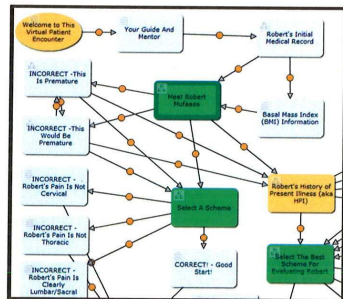 Welcome to This
Virtual Patient
Encounter
Your Guide And
Mentor
Robert's Initial
Medical Record
INCORRECT -This
Is Premature
Meet Robert
Basal Mass Index
(BMI) Information
INCORRECT -This
Would Be
Premature
INCORRECT -
Robert's Pain Is Not
Cervical
Select A Scheme
Robert's History of
Present Illness (aka
HPI)
INCORRECT -
Robert's Pain Is Not
Thoracic
CORRECT! - Good
Start!
Select The Best
Scheme For
Evaluating Robert
INCORRECT -
Robert's Pain Is
Clearly
Lumbar/Sacral